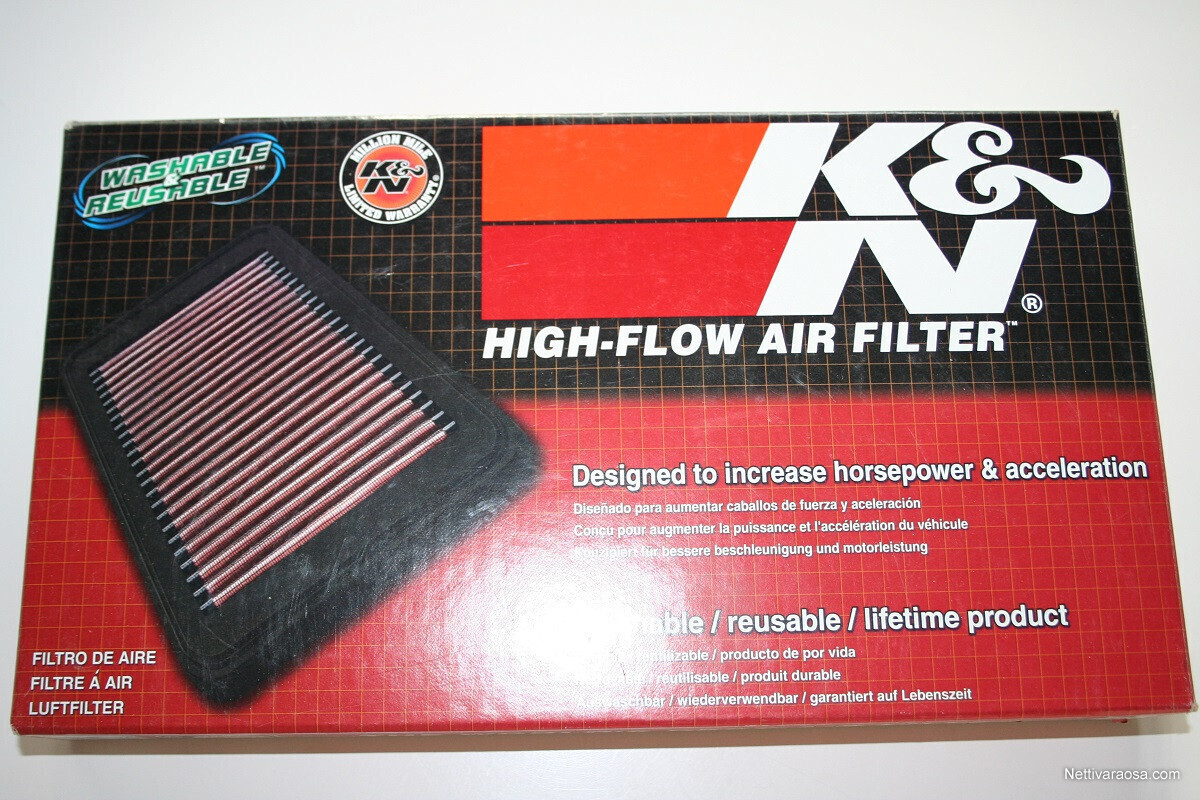 WASHABLE
&
REUSABLE™
MILLION MILE
K&N
LIMITED WARRANTY®
K&N®
HIGH-FLOW AIR FILTER™
Designed to increase horsepower & acceleration
Diseñado para aumentar caballos de fuerza y aceleración
Conçu pour augmenter la puissance et l'accélération du véhicule
Konzipiert für bessere beschleunigung und motorleistung
/ reusable / lifetime product
/ producto de por vida
/ réutilisable / produit durable
Auswaschbar / wiederverwendbar / garantiert auf Lebenszeit
FILTRO DE AIRE
FILTRE Á AIR
LUFTFILTER
Nettivaraosa.com